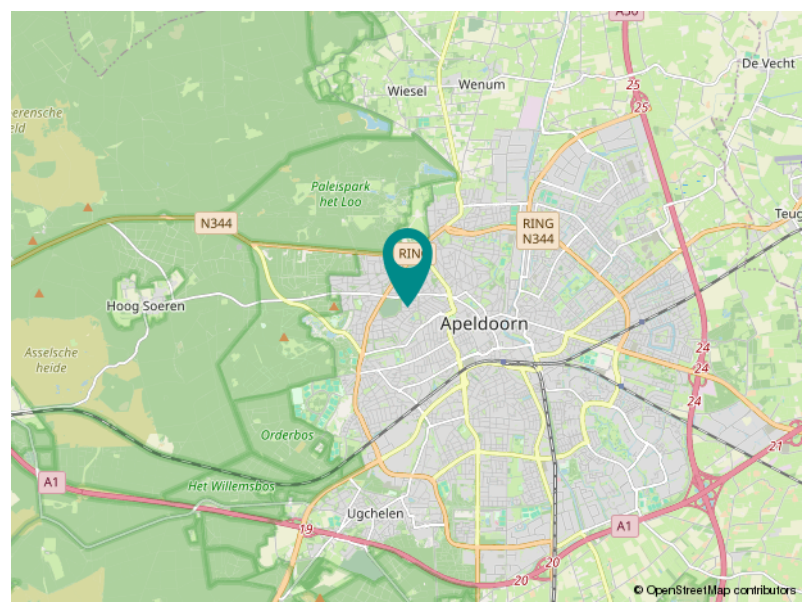 A50
De Vecht
Wenum
Wiesel
25
25
erensche
eld
Paleispark
het Loo
N344
RING
N344
Teug
RIN
Hoog Soeren
Apeldoorn
Asselsche
heide
24
24
24
Orderbos
21
A1
Het Willemsbos
Ugchelen
19
A1
20
20
© OpenStreetMap contributors